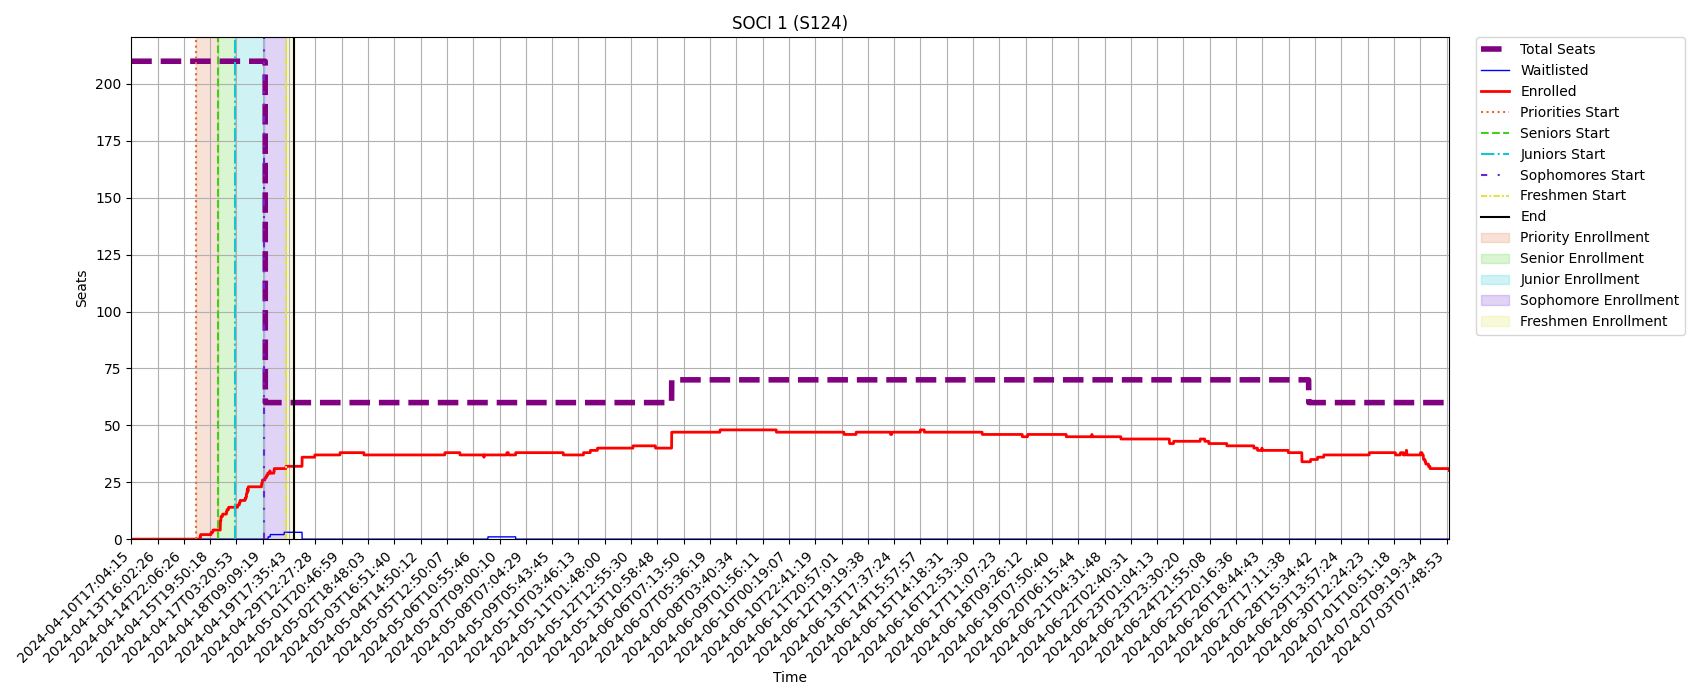 SOCI 1 (S124)
Seats
200
175
150
125
100
75
50
25
0
2024-04-10T17:04:15
2024-04-13T16:02:26
2024-04-14T22:06:26
2024-04-15T19:50:18
2024-04-17T03:20:53
2024-04-18T09:09:19
2024-04-19T17:35:43
2024-04-29T12:27:28
2024-05-01T20:46:59
2024-05-02T18:48:03
2024-05-03T16:51:40
2024-05-04T14:50:12
2024-05-05T12:50:07
2024-05-06T10:55:46
2024-05-07T09:00:10
2024-05-08T07:04:29
2024-05-09T05:43:45
2024-05-10T03:46:13
2024-05-11T01:48:00
2024-05-12T12:55:30
2024-05-13T10:58:48
2024-06-06T07:13:50
2024-06-07T05:36:19
2024-06-08T03:40:34
2024-06-09T01:56:11
2024-06-10T00:19:07
2024-06-10T22:41:19
2024-06-11T20:57:01
2024-06-12T19:19:38
2024-06-13T17:37:24
2024-06-14T15:57:57
2024-06-15T14:18:31
2024-06-16T12:53:30
2024-06-17T11:07:23
2024-06-18T09:26:12
2024-06-19T07:50:40
2024-06-20T06:15:44
2024-06-21T04:31:48
2024-06-22T02:40:31
2024-06-23T01:04:13
2024-06-23T23:30:20
2024-06-24T21:55:08
2024-06-25T20:16:36
2024-06-26T18:44:43
2024-06-27T17:11:38
2024-06-28T15:34:42
2024-06-29T13:57:24
2024-06-30T12:24:23
2024-07-01T10:51:18
2024-07-02T09:19:34
2024-07-03T07:48:53
Time
Total Seats
Waitlisted
Enrolled
Priorities Start
Seniors Start
Juniors Start
Sophomores Start
Freshmen Start
End
Priority Enrollment
Senior Enrollment
Junior Enrollment
Sophomore Enrollment
Freshmen Enrollment